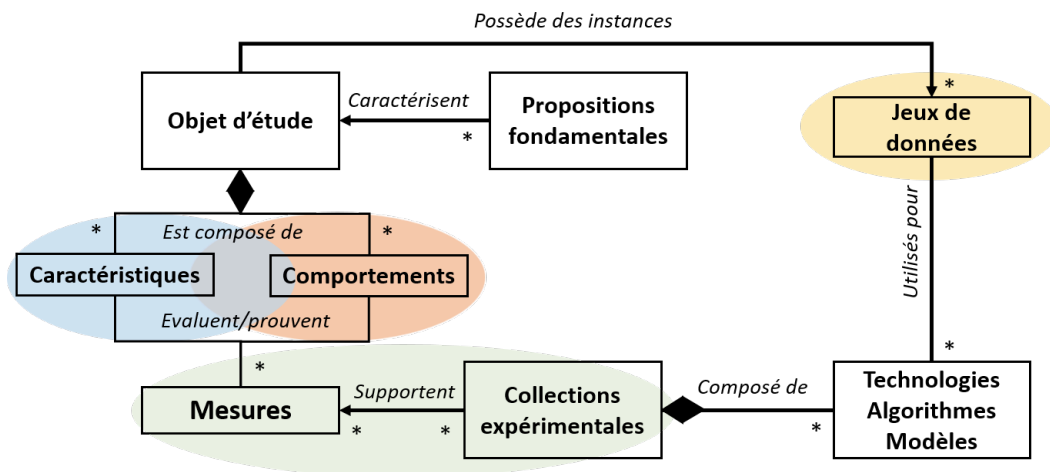 Possède des instances
Objet d'étude
Caractérisent
*
Propositions
fondamentales
*
Jeux de
données
*
Est composé de
*
Caractéristiques
Comportements
Evaluent/prouvent
Utilisés pour
*
Mesures
Supportent
*
*
Collections
expérimentales
Composé de
*
*
Technologies
Algorithmes
Modèles